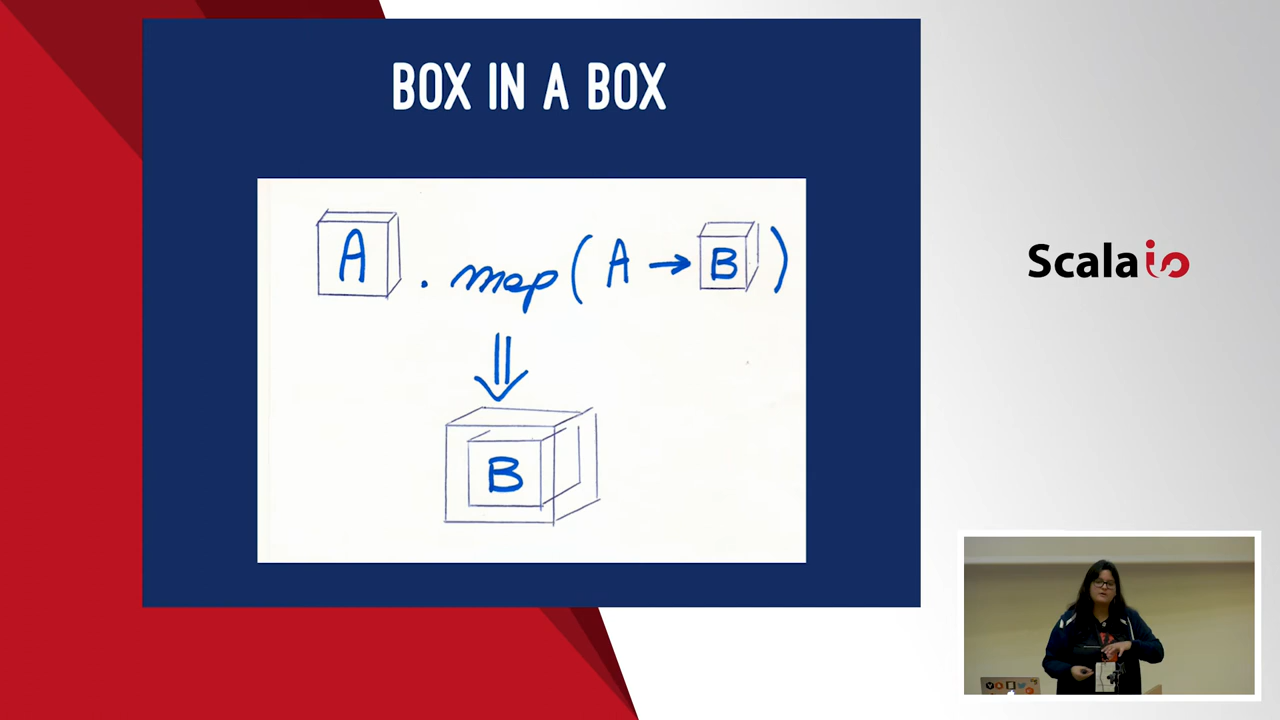 BOX IN A BOX
A . map ( A → B )
⇓
B
Scala io